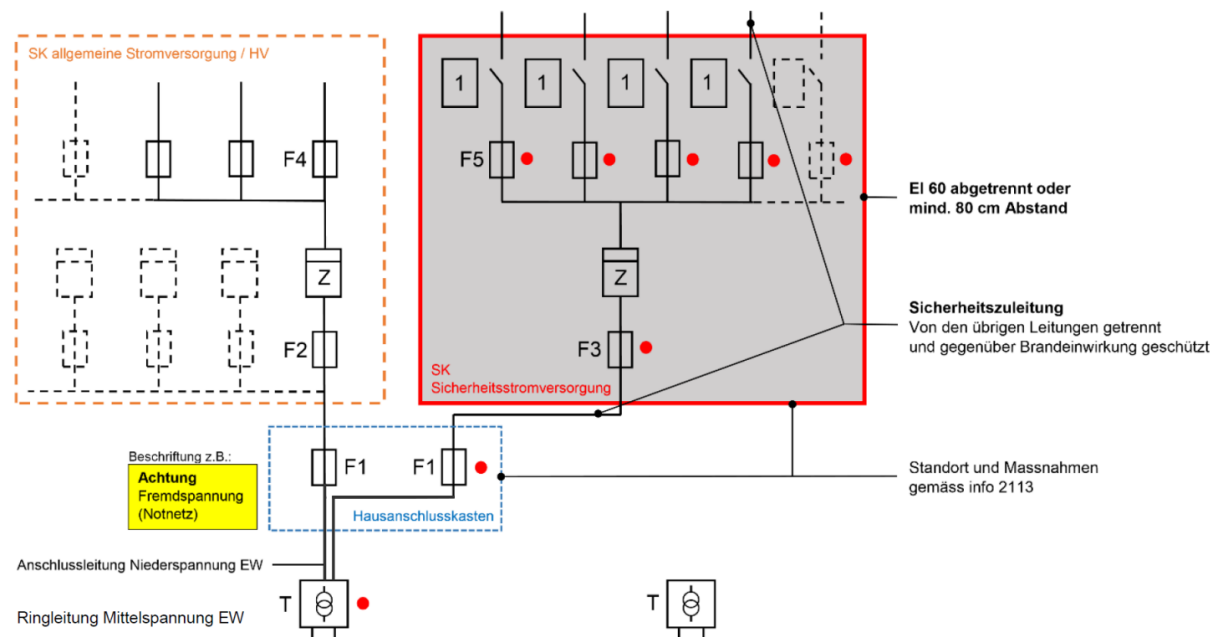 SK allgemeine Stromversorgung / HV
1
1
1
1
F4
F5
EI 60 abgetrennt oder
mind. 80 cm Abstand
Z
Z
Sicherheitszuleitung
Von den übrigen Leitungen getrennt
und gegenüber Brandeinwirkung geschützt
F2
F3
SK
Sicherheitsstromversorgung
Beschriftung z.B.:
Achtung
Fremdspannung
(Notnetz)
F1
F1
Hausanschlusskasten
Standort und Massnahmen
gemäss info 2113
Anschlussleitung Niederspannung EW
T
T
Ringleitung Mittelspannung EW